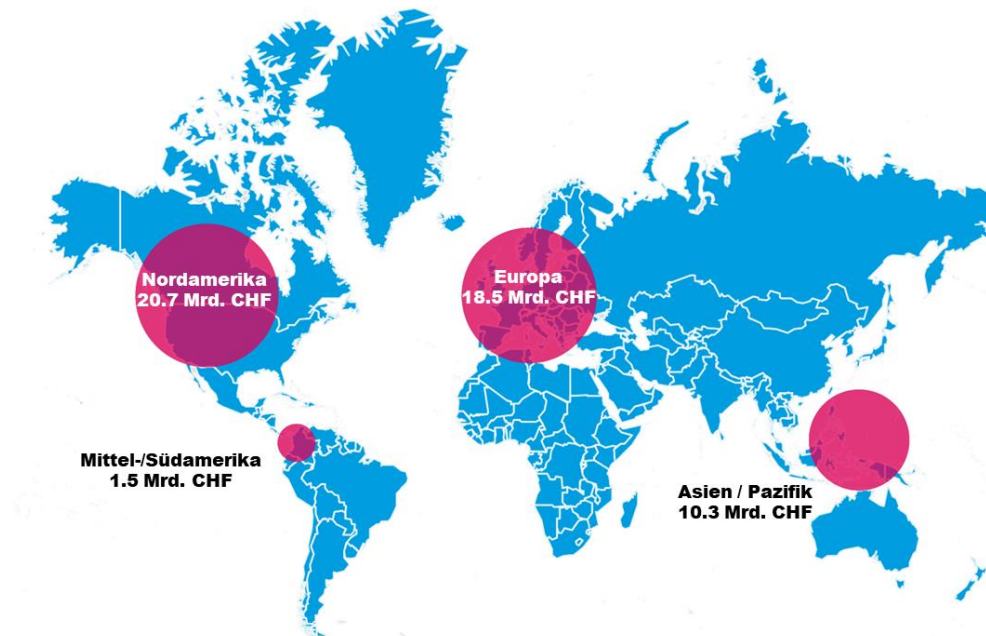 Nordamerika
20.7 Mrd. CHF
Europa
18.5 Mrd. CHF
Mittel-/Südamerika
1.5 Mrd. CHF
Asien / Pazifik
10.3 Mrd. CHF